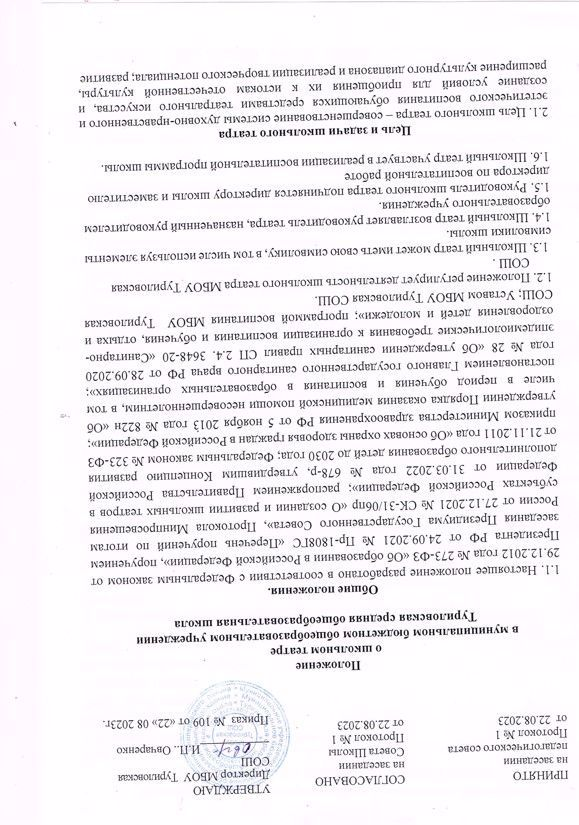 ПРИНЯТО
на заседании
педагогического совета
Протокол № 1
от 22.08.2023
СОГЛАСОВАНО
на заседании
Совета Школы
Протокол № 1
от 22.08.2023
УТВЕРЖДАЮ
Директор МБОУ Туриловская
СОШ
И.П.. Овчаренко
Приказ № 109 от «22» 08 2023г.
Положение
о школьном театре
в муниципальном бюджетном общеобразовательном учреждении
Туриловская средняя общеобразовательная школа
Общие положения.
1.1. Настоящее положение разработано в соответствии с Федеральным законом от
29.12.2012 года № 273-ФЗ «Об образовании в Российской Федерации», поручением
Президента РФ от 24.09.2021 № Пр-1808ГС «Перечень поручений по итогам
заседания Президиума Государственного Совета», Протокола Минпросвещения
России от 27.12.2021 № СК-31/06пр «О создании и развитии школьных театров в
субъектах Российской Федерации»; распоряжением Правительства Российской
Федерации от 31.03.2022 года № 678-р, утвердившим Концепцию развития
дополнительного образования детей до 2030 года; Федеральным законом № 323-ФЗ
от 21.11.2011 года «Об основах охраны здоровья граждан в Российской Федерации»;
приказом Министерства здравоохранения РФ от 5 ноября 2013 года № 822н «Об
утверждении Порядка оказания медицинской помощи несовершеннолетним, в том
числе в период обучения и воспитания в образовательных организациях»;
постановлением Главного государственного санитарного врача РФ от 28.09.2020
года № 28 «Об утверждении санитарных правил СП 2.4. 3648-20 «Санитарно-
эпидемиологические требования к организации воспитания и обучения, отдыха и
оздоровления детей и молодежи»; программой воспитания МБОУ Туриловская
СОШ; Уставом МБОУ Туриловская СОШ.
1.2. Положение регулирует деятельность школьного театра МБОУ Туриловская
СОШ .
1.3. Школьный театр может иметь свою символику, в том числе используя элементы
символики школы.
1.4. Школьный театр возглавляет руководитель театра, назначенный руководителем
образовательного учреждения.
1.5. Руководитель школьного театра подчиняется директору школы и заместителю
директора по воспитательной работе
1.6. Школьный театр участвует в реализации воспитательной программы школы.
Цель и задачи школьного театра
2.1. Цель школьного театра – совершенствование системы духовно-нравственного и
эстетического воспитания обучающихся средствами театрального искусства, и
создание условий для приобщения их к истокам отечественной культуры,
расширение культурного диапазона и реализации творческого потенциала; развитие